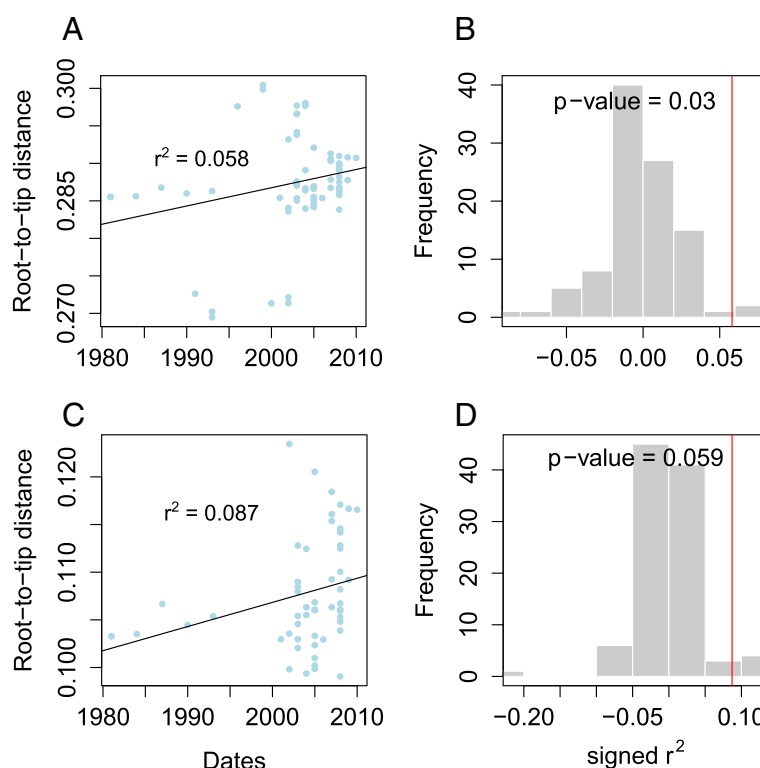 A
Root−to−tip distance
0.300
0.285
0.270
r² = 0.058
1980 1990 2000 2010
B
Frequency
40
30
20
10
0
p−value = 0.03
−0.05 0.00 0.05
C
Root−to−tip distance
0.120
0.110
0.100
r² = 0.087
1980 1990 2000 2010
Dates
D
Frequency
40
30
20
10
0
p−value = 0.059
−0.20 −0.05 0.10
signed r²